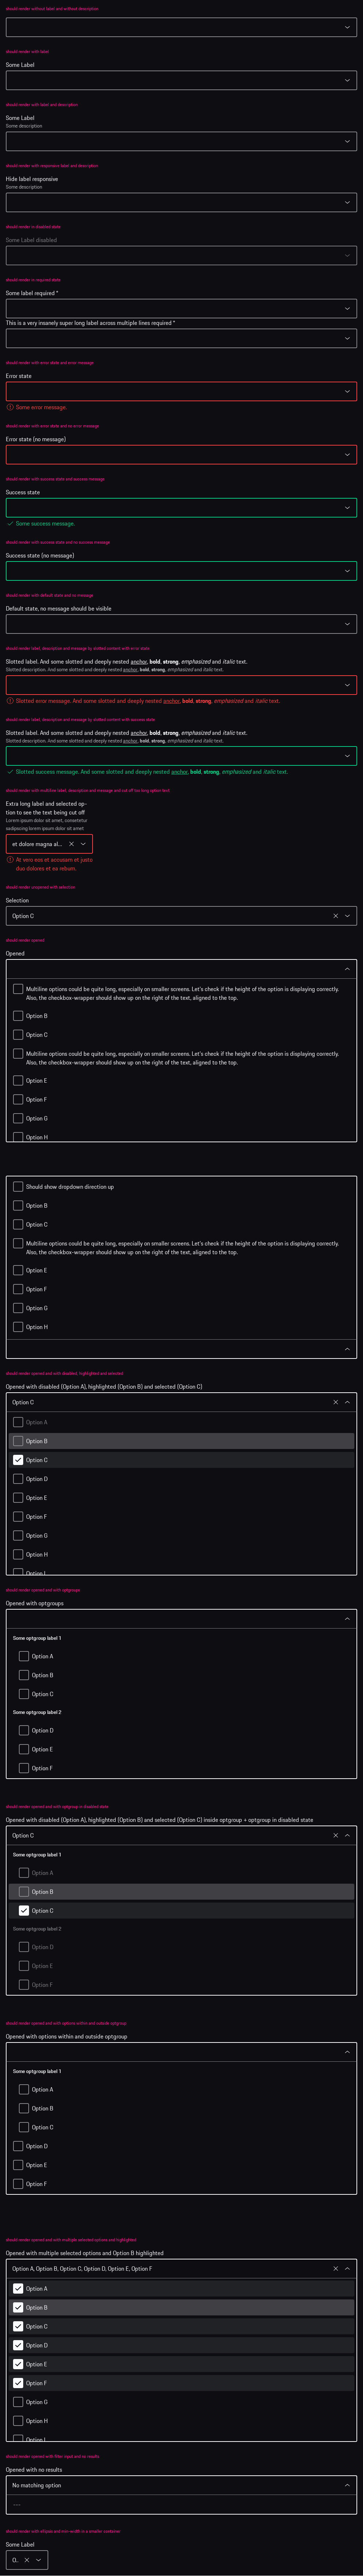 should render without label and without description
should render with label
Some Label
should render with label and description
Some Label
Some description
should render with responsive label and description
Hide label responsive
Some description
should render in disabled state
Some Label disabled
should render in required state
Some label required *
This is a very insanely super long label across multiple lines required *
should render with error state and error message
Error state
Some error message.
should render with error state and no error message
Error state (no message)
should render with success state and success message
Success state
Some success message.
should render with success state and no success message
Success state (no message)
should render with default state and no message
Default state, no message should be visible
should render label, description and message by slotted content with error state
Slotted label. And some slotted and deeply nested anchor, bold, strong, emphasized and italic text.
Slotted description. And some slotted and deeply nested anchor, bold, strong, emphasized and italic text.
Slotted error message. And some slotted and deeply nested anchor, bold, strong, emphasized and italic text.
should render label, description and message by slotted content with success state
Slotted label. And some slotted and deeply nested anchor, bold, strong, emphasized and italic text.
Slotted description. And some slotted and deeply nested anchor, bold, strong, emphasized and italic text.
Slotted success message. And some slotted and deeply nested anchor, bold, strong, emphasized and italic text.
should render with multiline label, description and message and cut off too long option text
Extra long label and selected op-
tion to see the text being cut off
Lorem ipsum dolor sit amet, consetetur
sadipscing lorem ipsum dolor sit amet
et dolore magna al...
At vero eos et accusam et justo
duo dolores et ea rebum.
should render unopened with selection
Selection
Option C
should render opened
Opened
Multiline options could be quite long, especially on smaller screens. Let's check if the height of the option is displaying correctly.
Also, the checkbox-wrapper should show up on the right of the text, aligned to the top.
Option B
Option C
Multiline options could be quite long, especially on smaller screens. Let's check if the height of the option is displaying correctly.
Also, the checkbox-wrapper should show up on the right of the text, aligned to the top.
Option E
Option F
Option G
Option H
Should show dropdown direction up
Option B
Option C
Multiline options could be quite long, especially on smaller screens. Let's check if the height of the option is displaying correctly.
Also, the checkbox-wrapper should show up on the right of the text, aligned to the top.
Option E
Option F
Option G
Option H
should render opened and with disabled, highlighted and selected
Opened with disabled (Option A), highlighted (Option B) and selected (Option C)
Option C
Option A
Option B
Option C
Option D
Option E
Option F
Option G
Option H
Option I
should render opened and with optgroups
Opened with optgroups
Some optgroup label 1
Option A
Option B
Option C
Some optgroup label 2
Option D
Option E
Option F
should render opened and with optgroup in disabled state
Opened with disabled (Option A), highlighted (Option B) and selected (Option C) inside optgroup + optgroup in disabled state
Option C
Some optgroup label 1
Option A
Option B
Option C
Some optgroup label 2
Option D
Option E
Option F
should render opened and with options within and outside optgroup
Opened with options within and outside optgroup
Some optgroup label 1
Option A
Option B
Option C
Option D
Option E
Option F
should render opened and with multiple selected options and highlighted
Opened with multiple selected options and Option B highlighted
Option A, Option B, Option C, Option D, Option E, Option F
Option A
Option B
Option C
Option D
Option E
Option F
Option G
Option H
Option I
should render opened with filter input and no results
Opened with no results
No matching option
---
should render with ellipsis and min-width in a smaller container
Some Label
D...